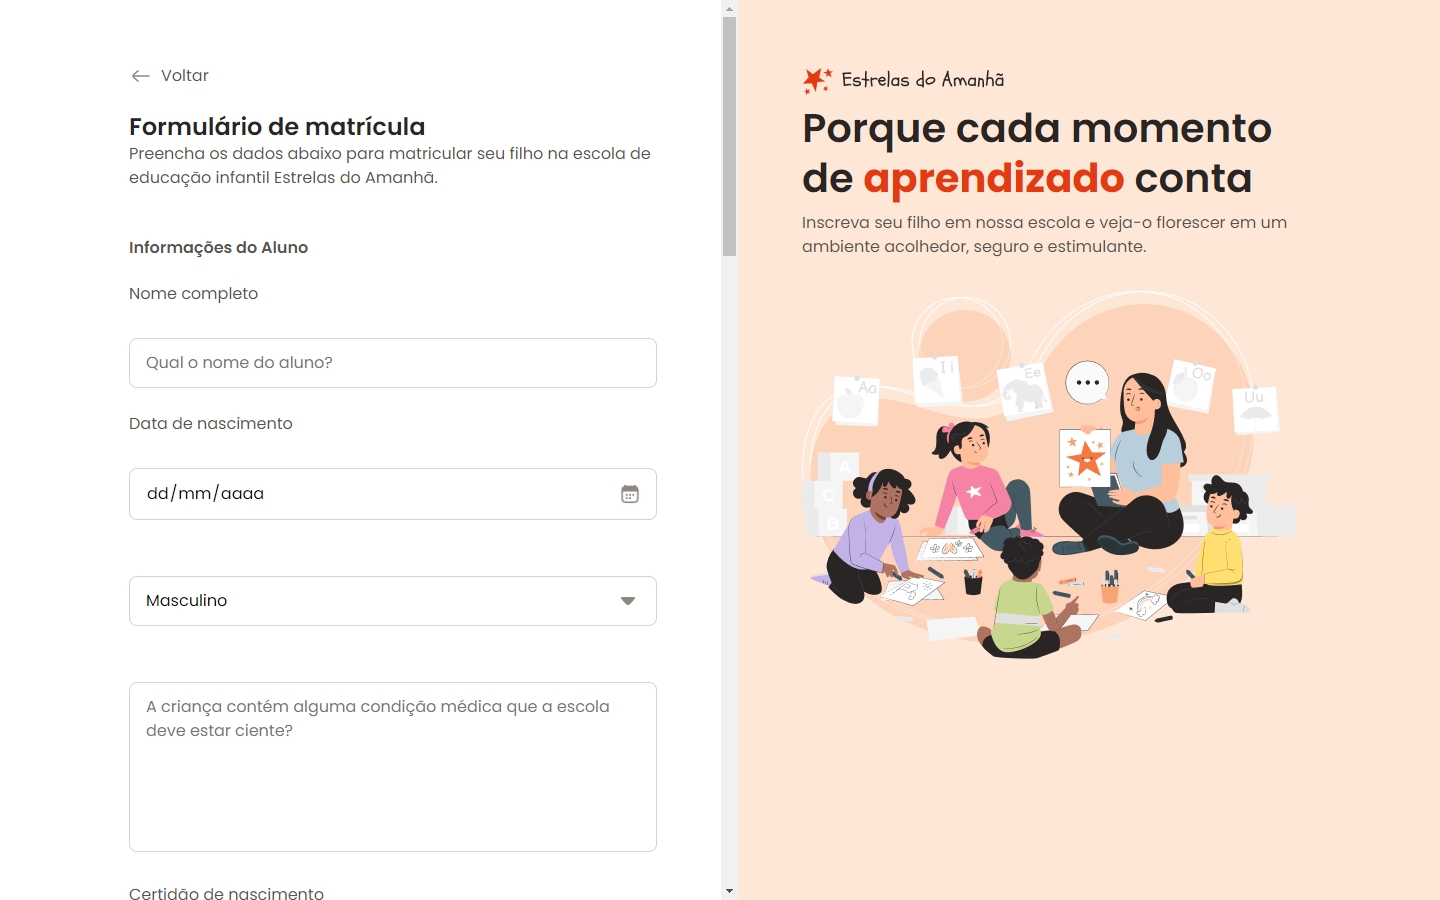 Voltar
Formulário de matrícula
Preencha os dados abaixo para matricular seu filho na escola de
educação infantil Estrelas do Amanhã.
Informações do Aluno
Nome completo
Qual o nome do aluno?
Data de nascimento
dd/mm/aaaa
Masculino
A criança contém alguma condição médica que a escola
deve estar ciente?
Certidão de nascimento
Estrelas do Amanhã
Porque cada momento
de aprendizado conta
Inscreva seu filho em nossa escola e veja-o florescer em um
ambiente acolhedor, seguro e estimulante.
Aa
I i
Ee
Oo
Uu
A
C
B